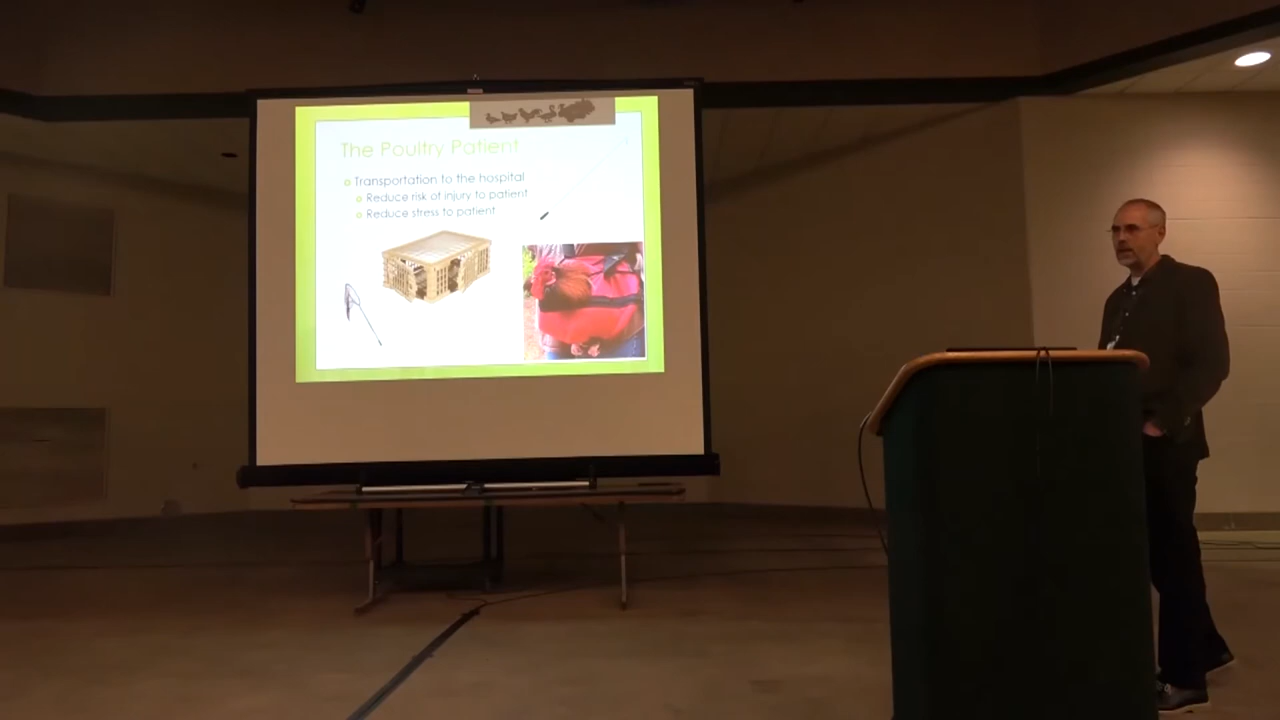 The Poultry Patient
Transportation to the hospital
Reduce risk of injury to patient
Reduce stress to patient